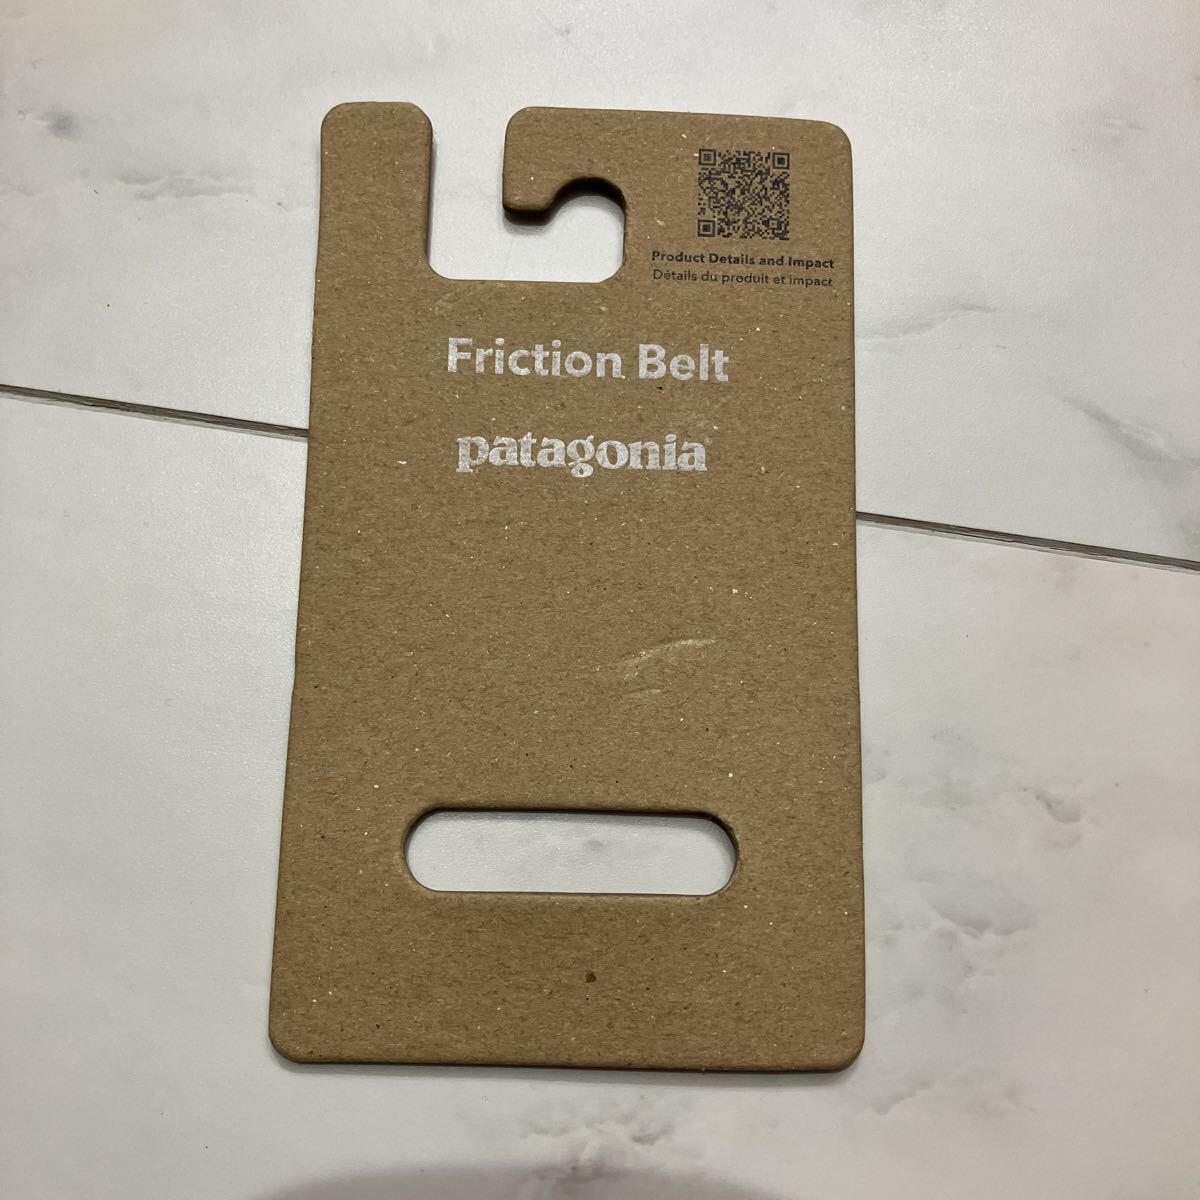 Product Details and Impact
Détails du produit et impact
Friction Belt
patagonia®